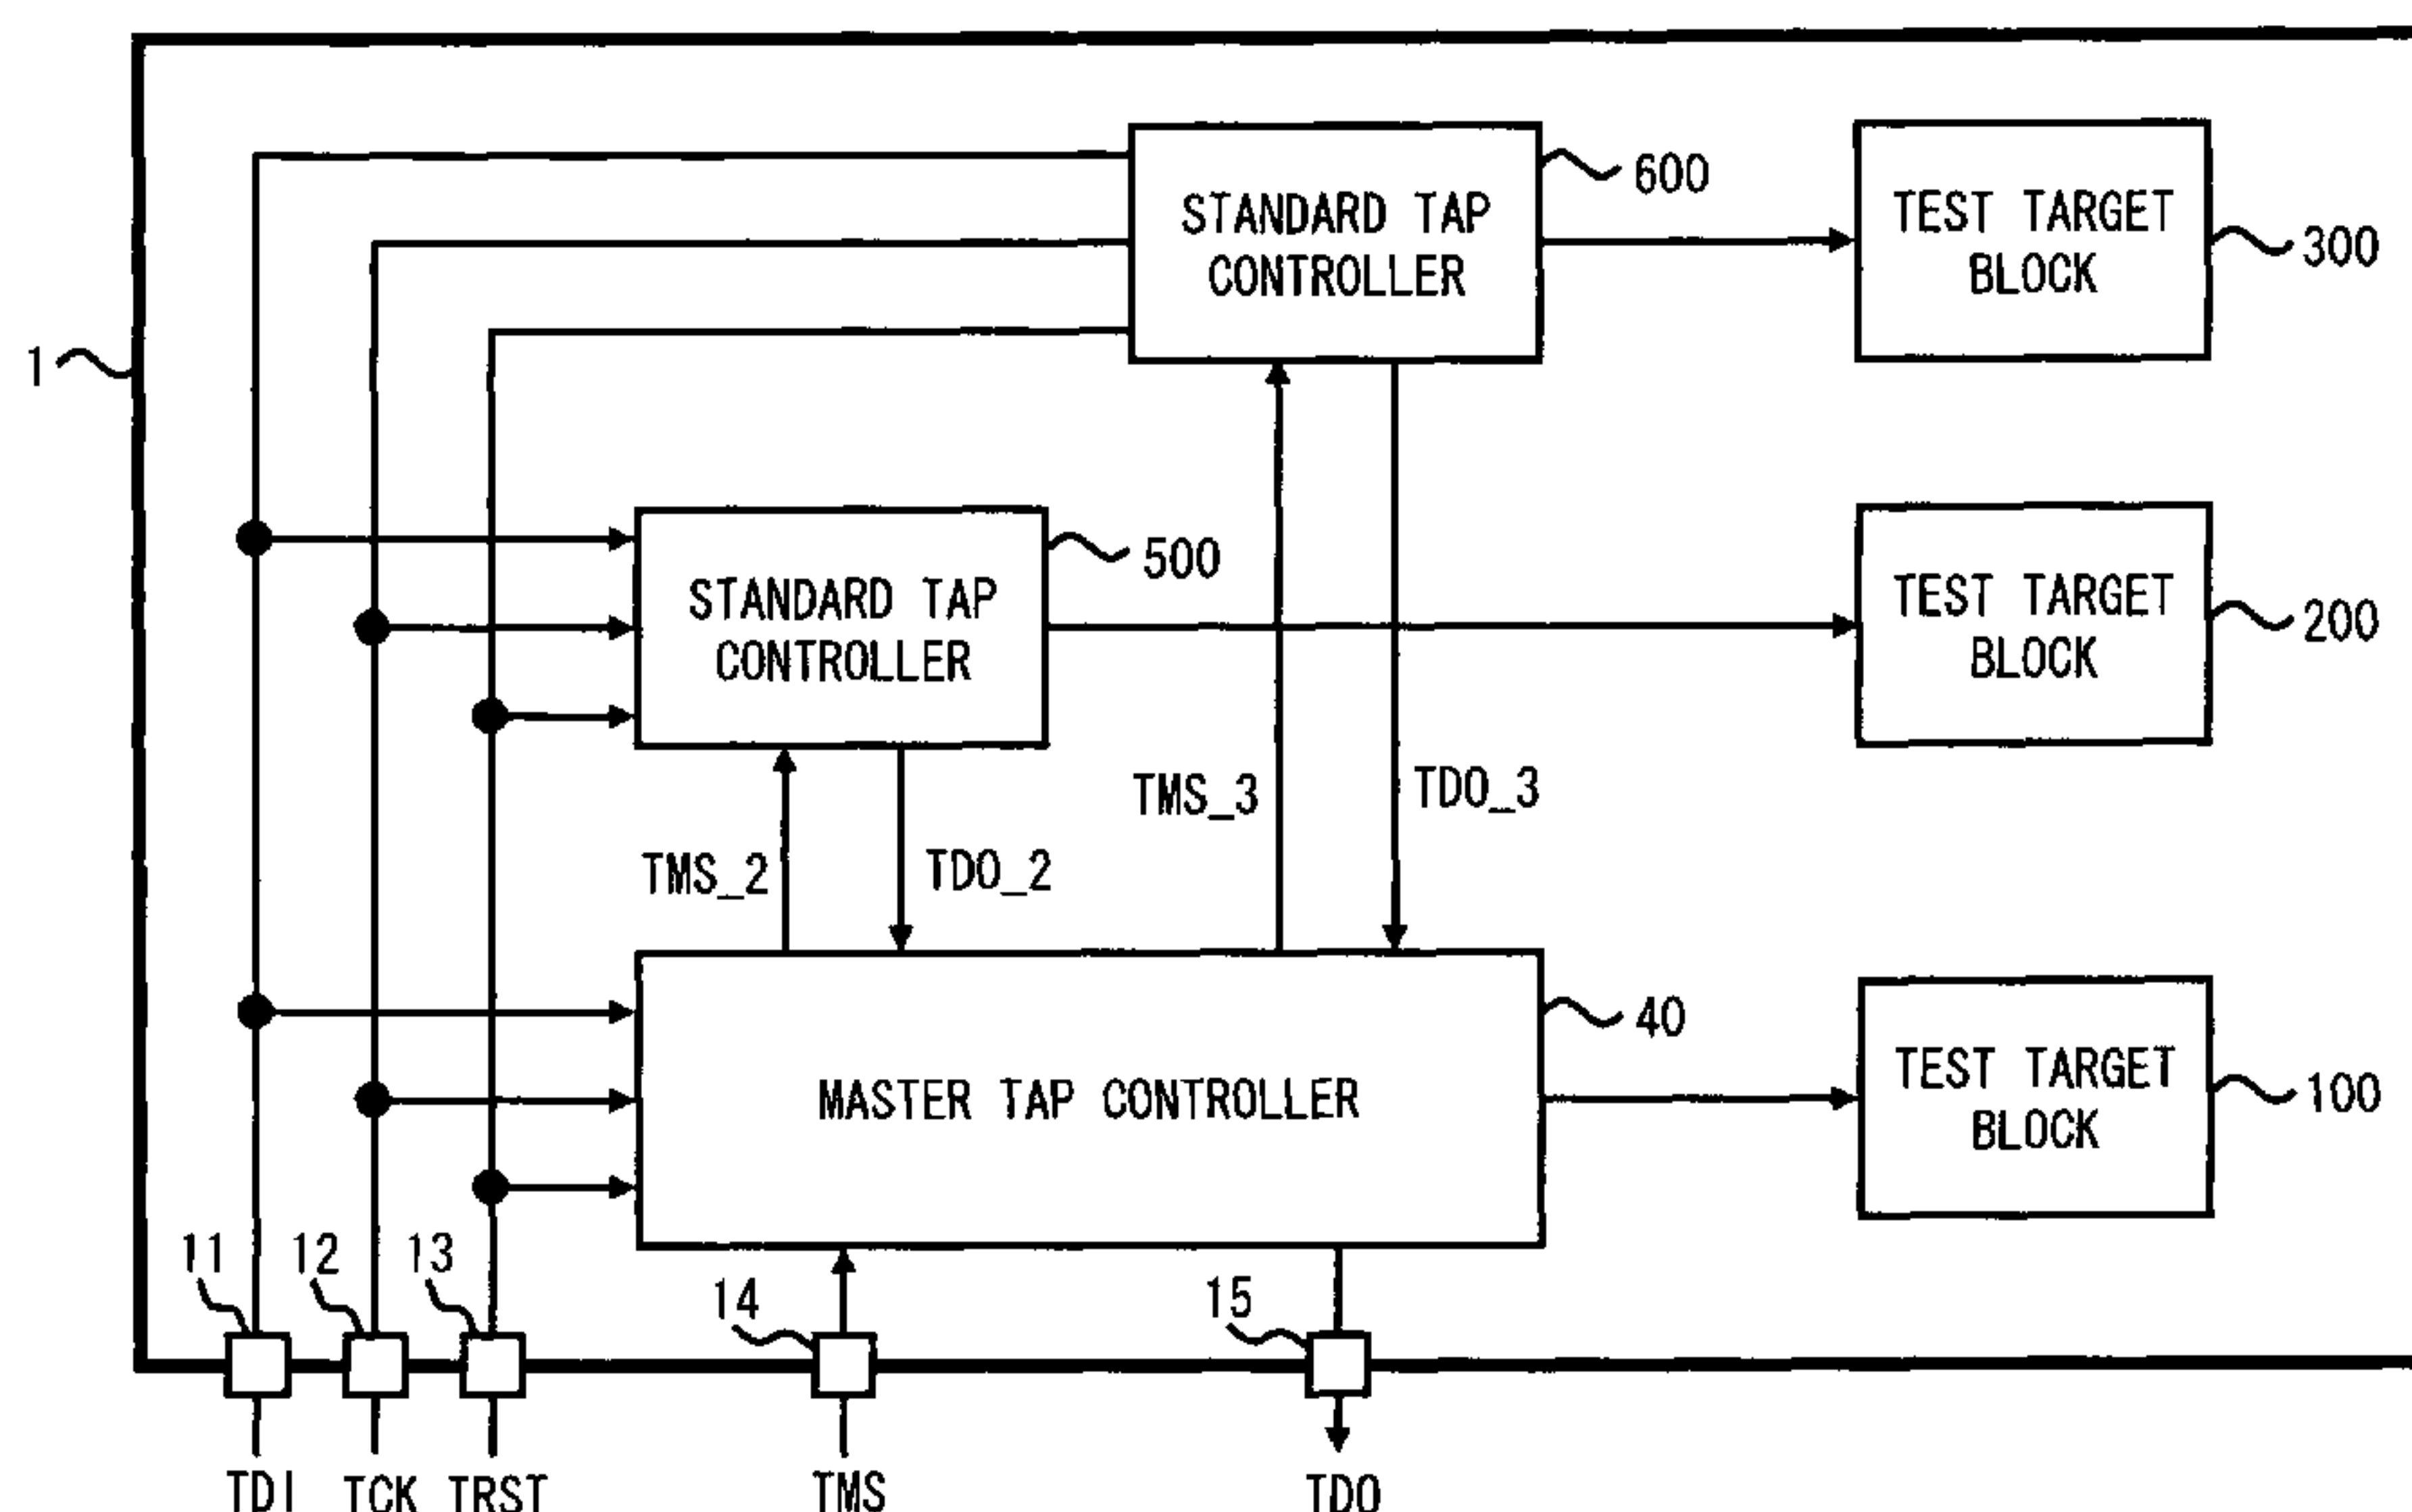 STANDARD TAP
CONTROLLER
600
TEST TARGET
BLOCK
300
1
STANDARD TAP
CONTROLLER
500
TEST TARGET
BLOCK
200
TMS_2
TDO_2
TMS_3
TDO_3
MASTER TAP CONTROLLER
40
TEST TARGET
BLOCK
100
11
12
13
14
15
TDI
TCK
TRST
TMS
TDO